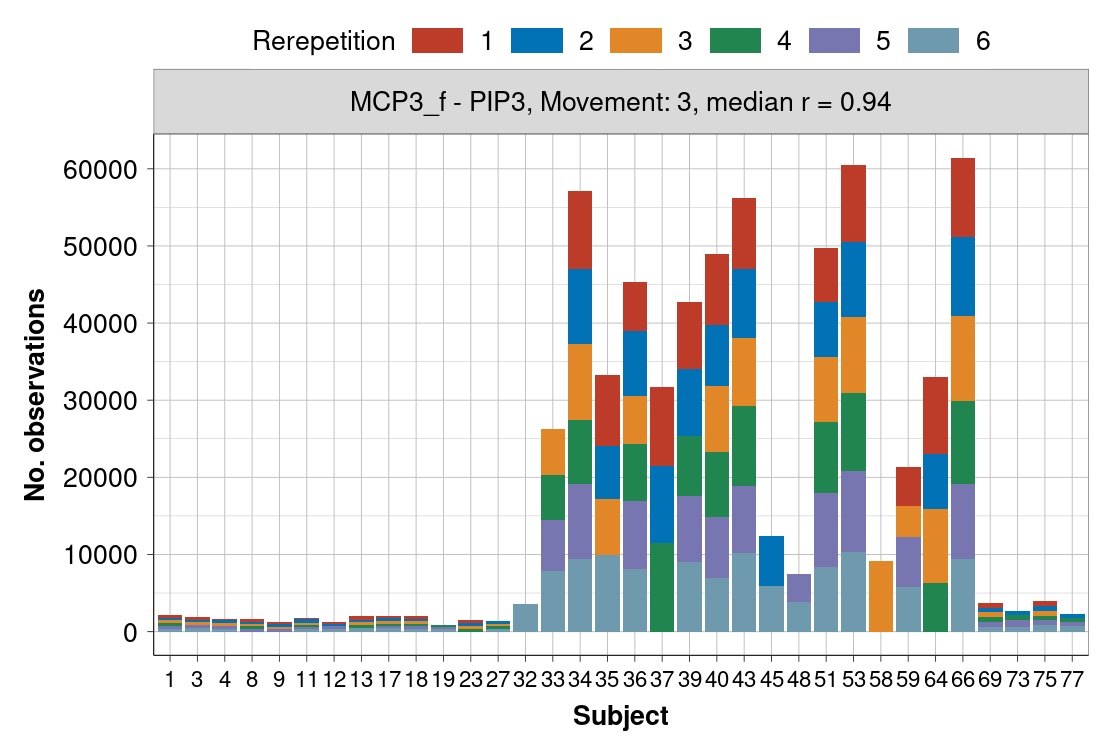 Rerepetition 1 2 3 4 5 6
MCP3_f - PIP3, Movement: 3, median r = 0.94
No. observations
60000
50000
40000
30000
20000
10000
0
1 3 4 8 9 11 12 13 17 18 19 23 27 32 33 34 35 36 37 39 40 43 45 48 51 53 58 59 64 66 69 73 75 77
Subject